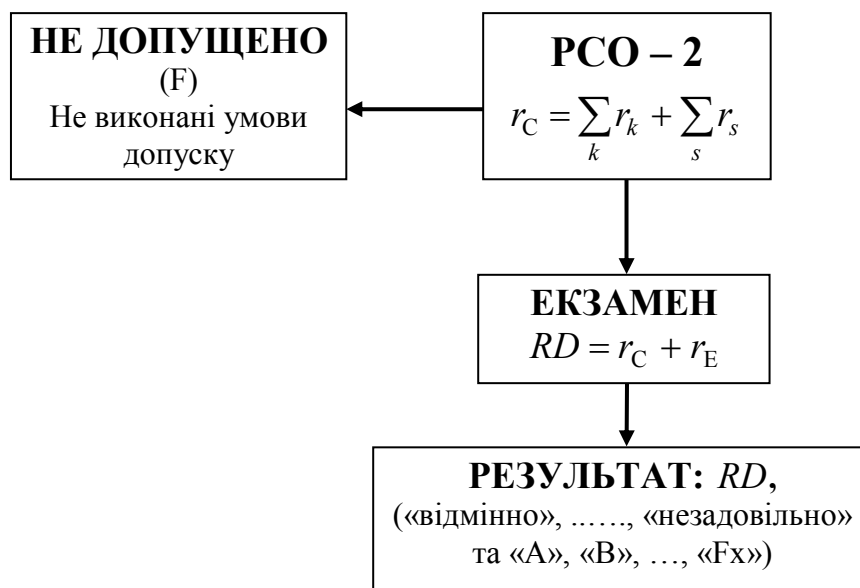 НЕ ДОПУЩЕНО
(F)
Не виконані умови
допуску
РСО – 2
r_C = ∑_k r_k + ∑_s r_s
ЕКЗАМЕН
RD = r_C + r_E
РЕЗУЛЬТАТ: RD,
(«відмінно», ..…., «незадовільно»
та «A», «B», …, «Fx»)